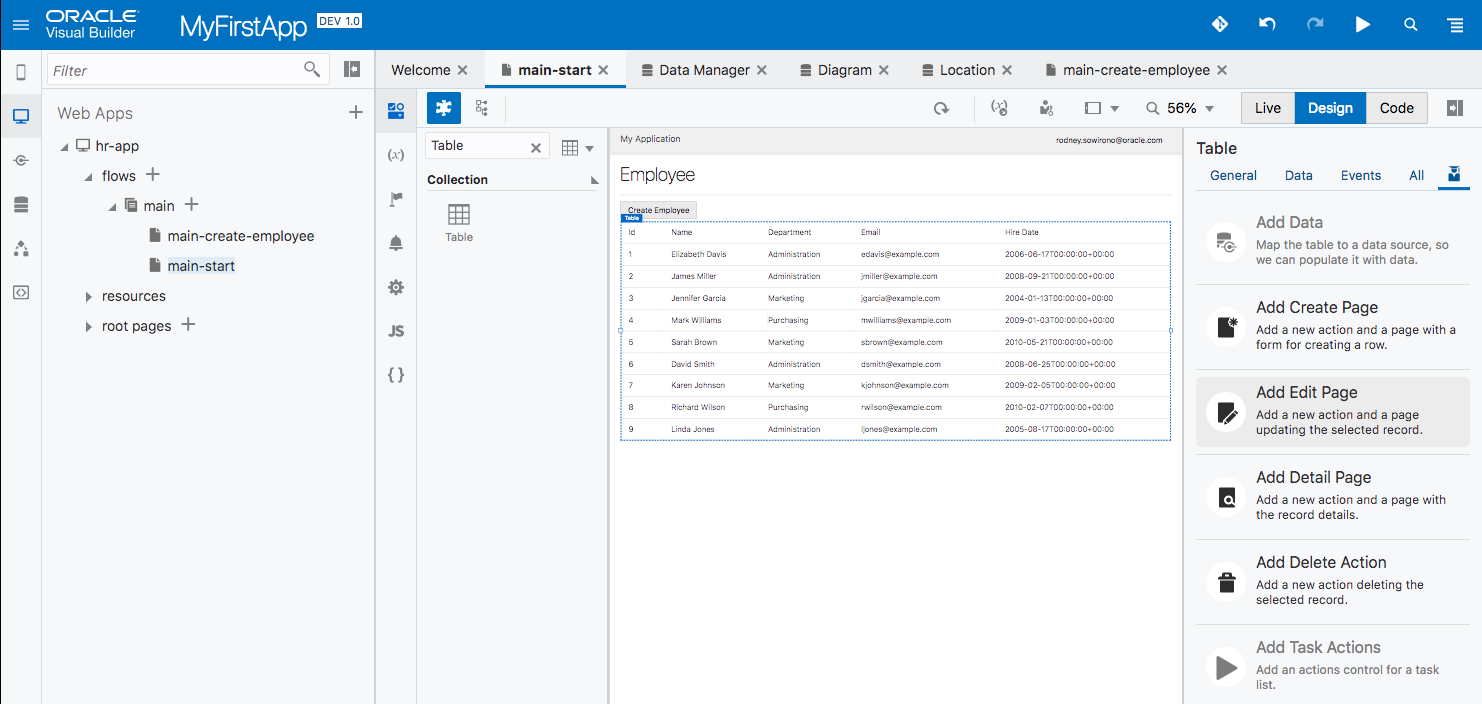 ORACLE
Visual Builder
MyFirstApp
DEV 1.0
Filter
Web Apps
hr-app
flows
main
main-create-employee
main-start
resources
root pages
Welcome
main-start
Data Manager
Diagram
Location
main-create-employee
(x)
JS
{ }
Table
Collection
Table
(x)
56%
Live
Design
Code
My Application
rodney.sowirono@oracle.com
Employee
Create Employee
Table
Id Name Department Email Hire Date
1 Elizabeth Davis Administration edavis@example.com 2006-06-17T00:00:00+00:00
2 James Miller Administration jmiller@example.com 2008-09-21T00:00:00+00:00
3 Jennifer Garcia Marketing jgarcia@example.com 2004-01-13T00:00:00+00:00
4 Mark Williams Purchasing mwilliams@example.com 2009-01-03T00:00:00+00:00
5 Sarah Brown Marketing sbrown@example.com 2010-05-21T00:00:00+00:00
6 David Smith Administration dsmith@example.com 2008-06-25T00:00:00+00:00
7 Karen Johnson Marketing kjohnson@example.com 2009-02-05T00:00:00+00:00
8 Richard Wilson Purchasing rwilson@example.com 2010-02-07T00:00:00+00:00
9 Linda Jones Administration ljones@example.com 2005-08-17T00:00:00+00:00
Table
General
Data
Events
All
Add Data
Map the table to a data source, so
we can populate it with data.
Add Create Page
Add a new action and a page with a
form for creating a row.
Add Edit Page
Add a new action and a page
updating the selected record.
Add Detail Page
Add a new action and a page with
the record details.
Add Delete Action
Add a new action deleting the
selected record.
Add Task Actions
Add an actions control for a task
list.